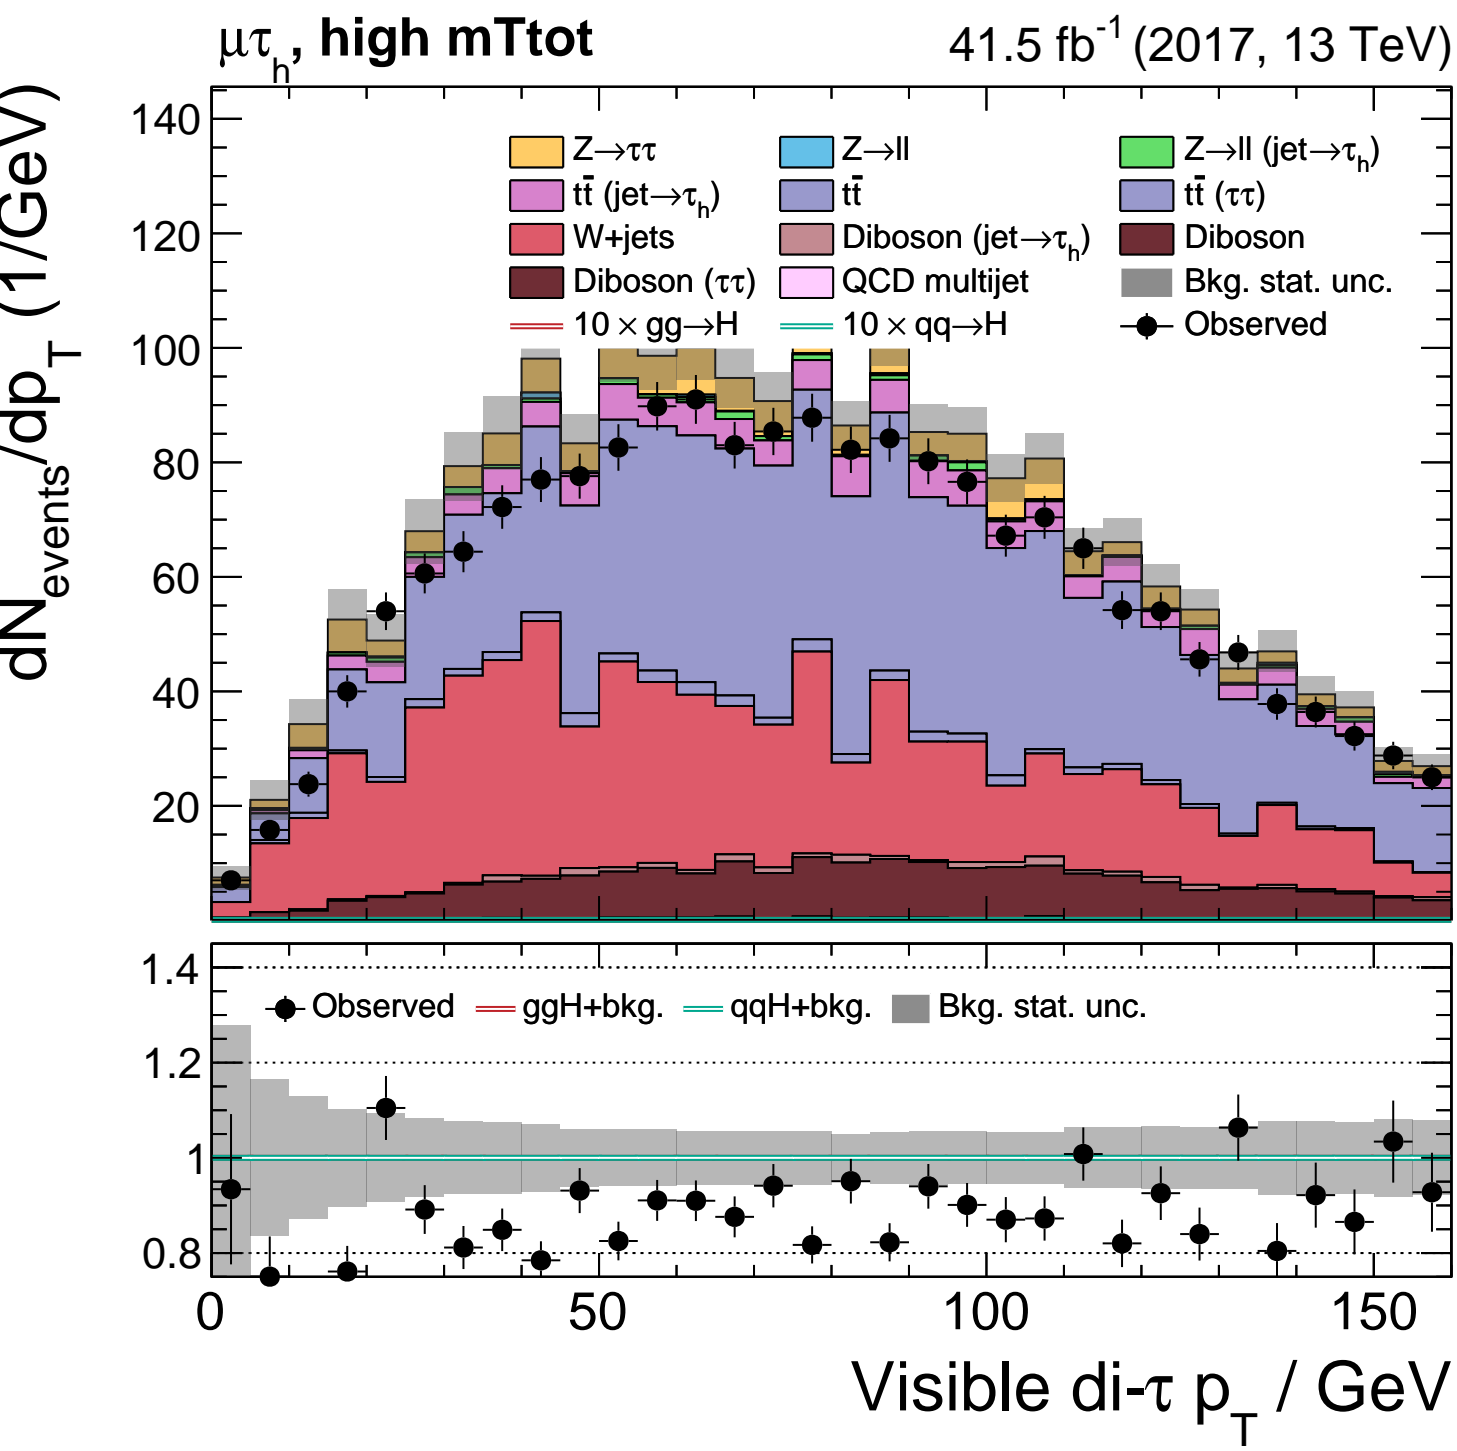 μτh, high mTtot
41.5 fb-1 (2017, 13 TeV)
dNevents/dpT (1/GeV)
140
120
100
80
60
40
20
Z→ττ Z→ll Z→ll (jet→τh)
tt̄ (jet→τh) tt̄ tt̄ (ττ)
W+jets Diboson (jet→τh) Diboson
Diboson (ττ) QCD multijet Bkg. stat. unc.
10 × gg→H 10 × qq→H Observed
1.4
1.2
1
0.8
Observed ggH+bkg. qqH+bkg. Bkg. stat. unc.
0 50 100 150
Visible di-τ pT / GeV